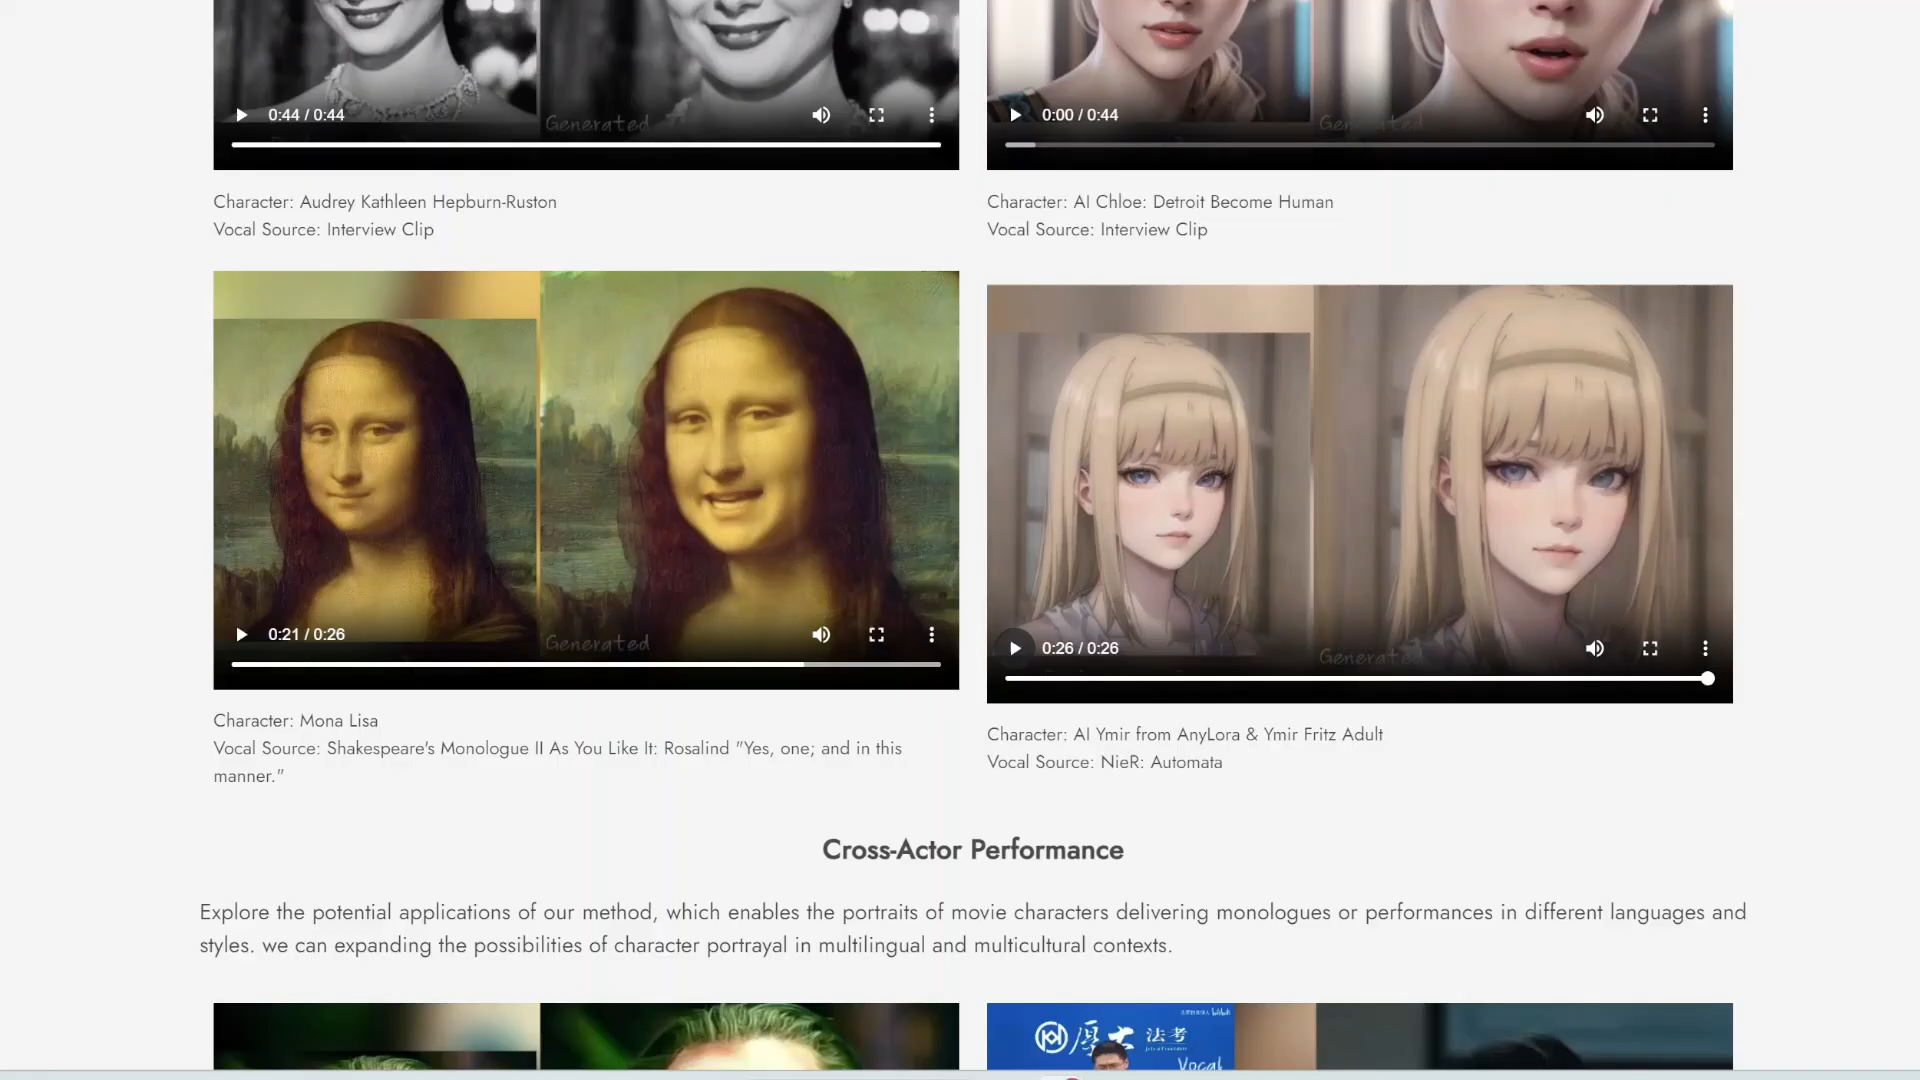 0:44 / 0:44
Generated
0:00 / 0:44
Generated
Character: Audrey Kathleen Hepburn-Ruston
Vocal Source: Interview Clip
Character: AI Chloe: Detroit Become Human
Vocal Source: Interview Clip
0:21 / 0:26
Generated
0:26 / 0:26
Generated
Character: Mona Lisa
Vocal Source: Shakespeare's Monologue II As You Like It: Rosalind "Yes, one; and in this
manner."
Character: AI Ymir from AnyLora & Ymir Fritz Adult
Vocal Source: NieR: Automata
Cross-Actor Performance
Explore the potential applications of our method, which enables the portraits of movie characters delivering monologues or performances in different languages and
styles. we can expanding the possibilities of character portrayal in multilingual and multicultural contexts.
厚大 法考
Vocal